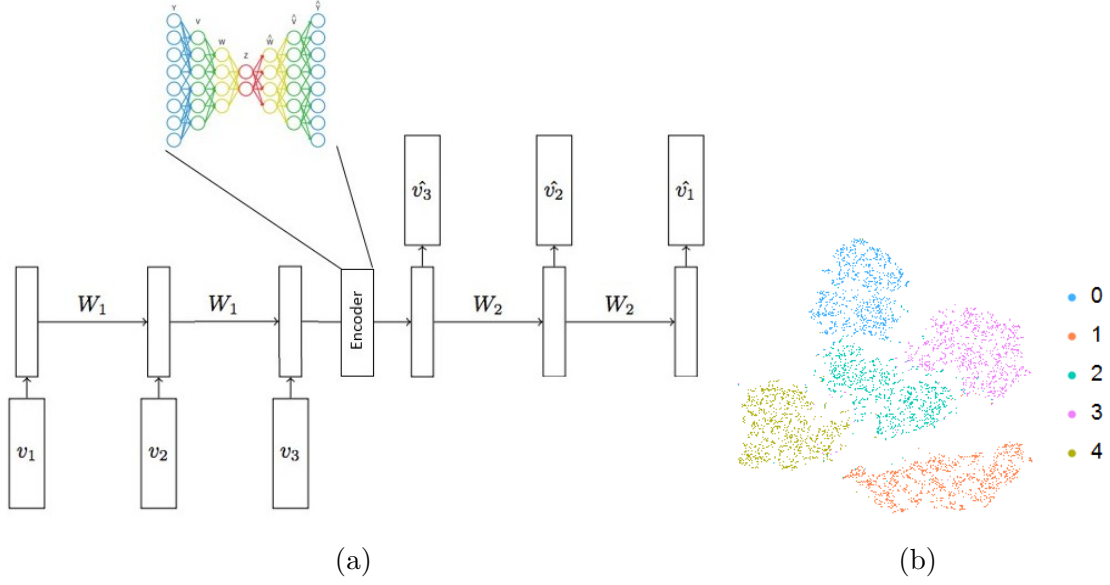 Y V W Z Ŵ V̂ Ŷ
v̂₃ v̂₂ v̂₁
W₁ W₁ Encoder W₂ W₂
v₁ v₂ v₃
0
1
2
3
4
(a) (b)